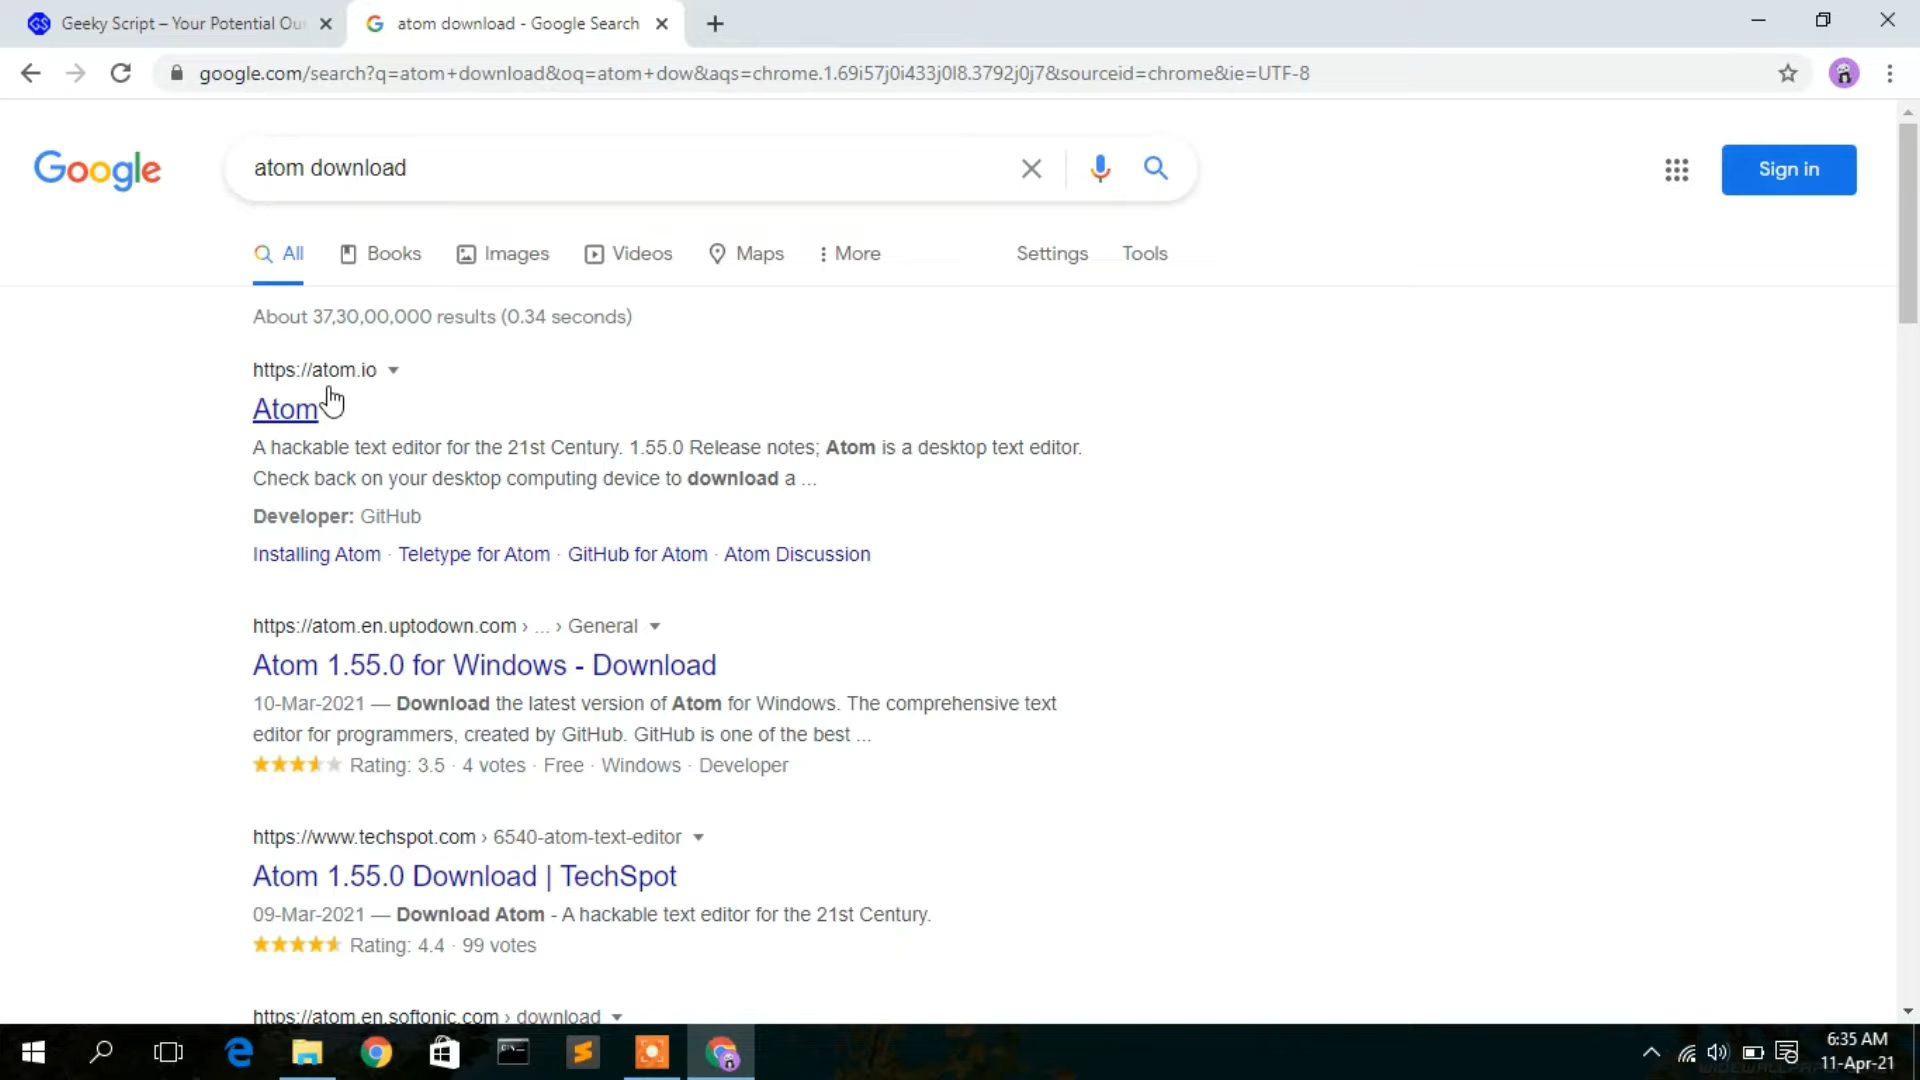 Geeky Script – Your Potential Ou
atom download - Google Search
google.com/search?q=atom+download&oq=atom+dow&aqs=chrome.1.69i57j0i433j0l8.3792j0j7&sourceid=chrome&ie=UTF-8
Google
atom download
Sign in
All Books Images Videos Maps More Settings Tools
About 37,30,00,000 results (0.34 seconds)
https://atom.io
Atom
A hackable text editor for the 21st Century. 1.55.0 Release notes; Atom is a desktop text editor.
Check back on your desktop computing device to download a ...
Developer: GitHub
Installing Atom · Teletype for Atom · GitHub for Atom · Atom Discussion
https://atom.en.uptodown.com › ... › General
Atom 1.55.0 for Windows - Download
10-Mar-2021 — Download the latest version of Atom for Windows. The comprehensive text
editor for programmers, created by GitHub. GitHub is one of the best ...
Rating: 3.5 · 4 votes · Free · Windows · Developer
https://www.techspot.com › 6540-atom-text-editor
Atom 1.55.0 Download | TechSpot
09-Mar-2021 — Download Atom - A hackable text editor for the 21st Century.
Rating: 4.4 · 99 votes
https://atom.en.softonic.com › download
6:35 AM
11-Apr-21